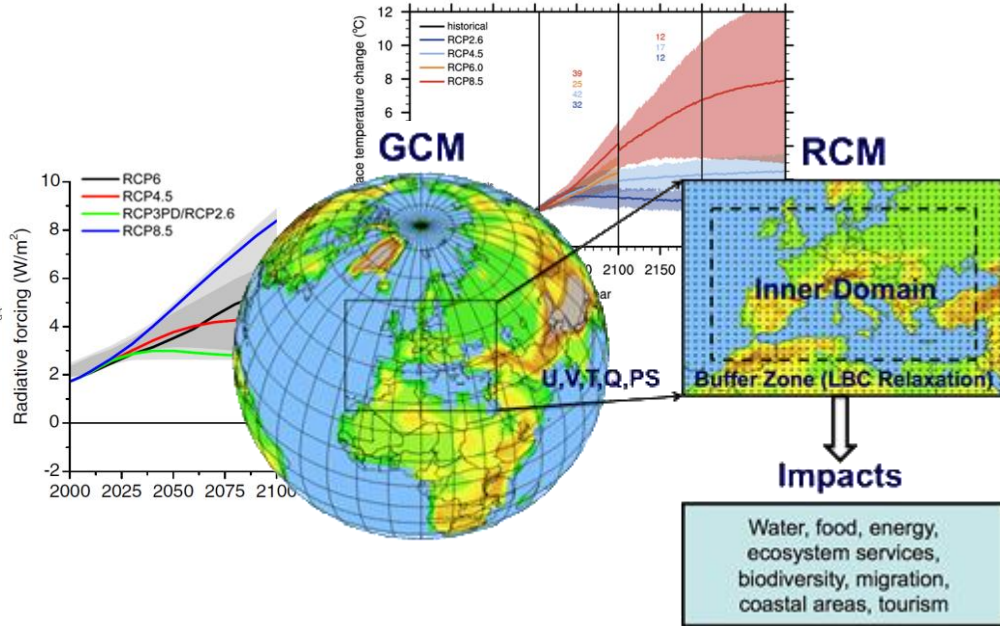 12
10
8
6
ace temperature change (°C)
historical
RCP2.6
RCP4.5
RCP6.0
RCP8.5
39
25
42
32
12
17
12
2100
2150
ar
GCM
RCM
10
8
6
4
2
0
-2
Radiative forcing (W/m²)
RCP6
RCP4.5
RCP3PD/RCP2.6
RCP8.5
2000
2025
2050
2075
2100
U,V,T,Q,PS
Inner Domain
Buffer Zone (LBC Relaxation)
Impacts
Water, food, energy,
ecosystem services,
biodiversity, migration,
coastal areas, tourism